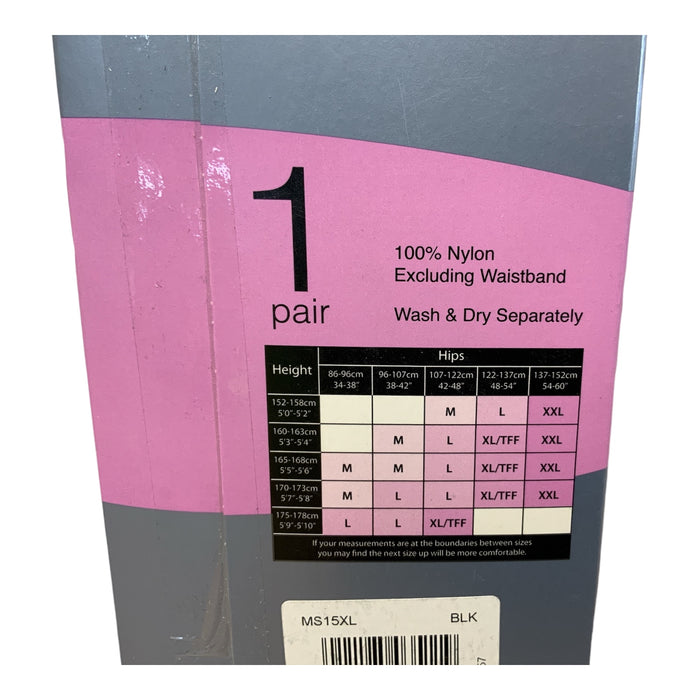 1
pair
100% Nylon
Excluding Waistband
Wash & Dry Separately
Height Hips
86-96cm 96-107cm 107-122cm 122-137cm 137-152cm
34-38" 38-42" 42-48" 48-54" 54-60"
152-158cm
5'0"-5'2" M L XXL
160-163cm
5'3"-5'4" M L XL/TFF XXL
165-168cm
5'5"-5'6" M M L XL/TFF XXL
170-173cm
5'7"-5'8" M L L XL/TFF XXL
175-178cm
5'9"-5'10" L L XL/TFF
If your measurements are at the boundaries between sizes
you may find the next size up will be more comfortable.
MS15XL BLK